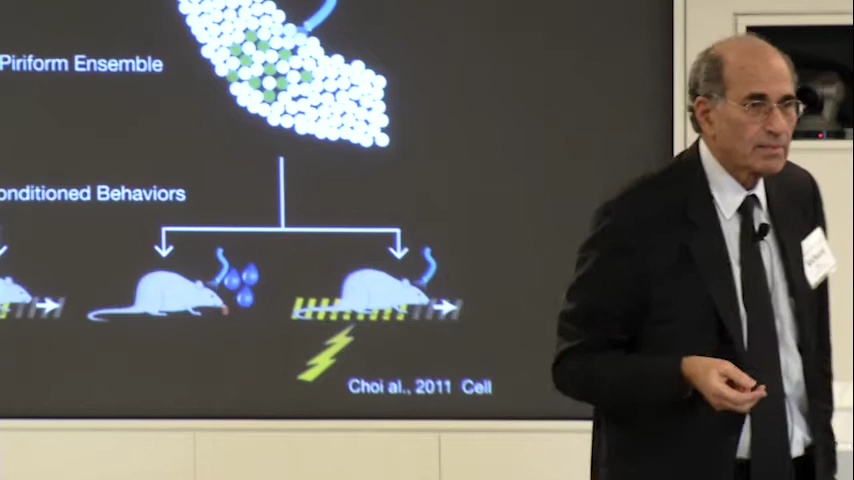 Piriform Ensemble
onditioned Behaviors
Choi al., 2011 Cell